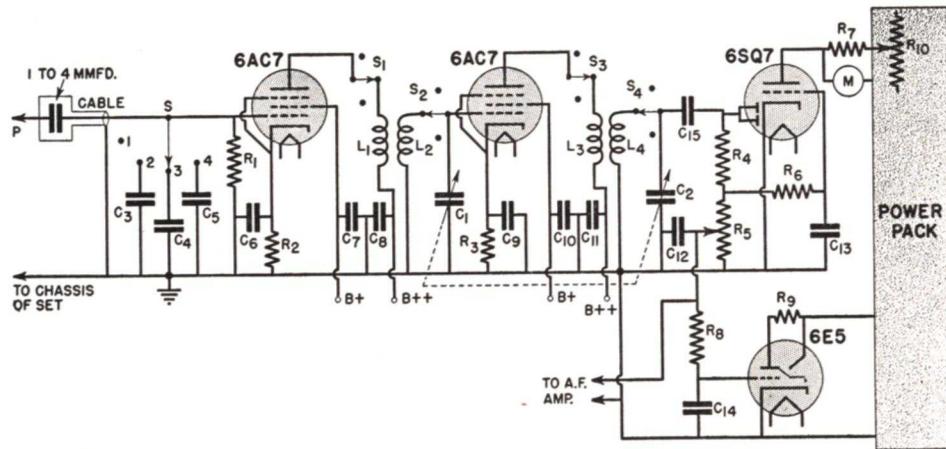 1 TO 4 MMFD.
CABLE
P
S
1
2
3
4
C3
C4
C5
R1
C6
R2
6AC7
C7
C8
B+
B++
S1
L1
L2
S2
C1
6AC7
R3
C9
C10
C11
B+
B++
S3
L3
L4
S4
C15
C2
C12
6SQ7
R4
R5
R6
C13
R7
M
R10
POWER
PACK
TO CHASSIS
OF SET
R8
R9
6E5
C14
TO A.F.
AMP.